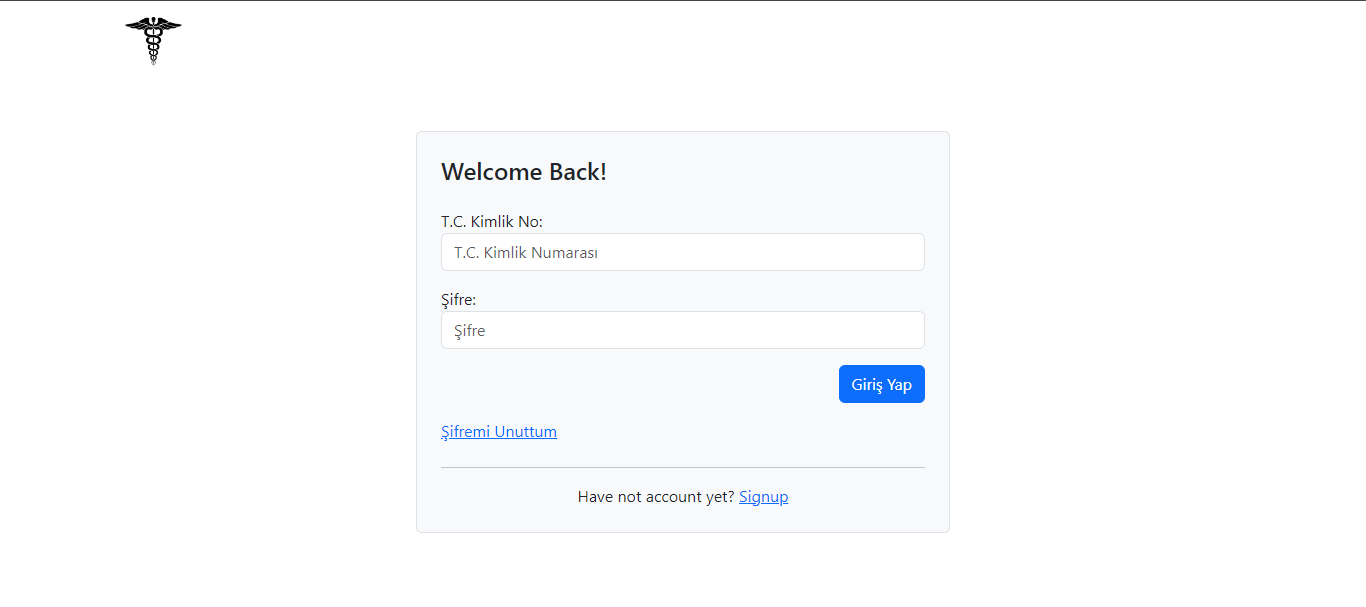 Welcome Back!
T.C. Kimlik No:
T.C. Kimlik Numarası
Şifre:
Şifre
Giriş Yap
Şifremi Unuttum
Have not account yet? Signup